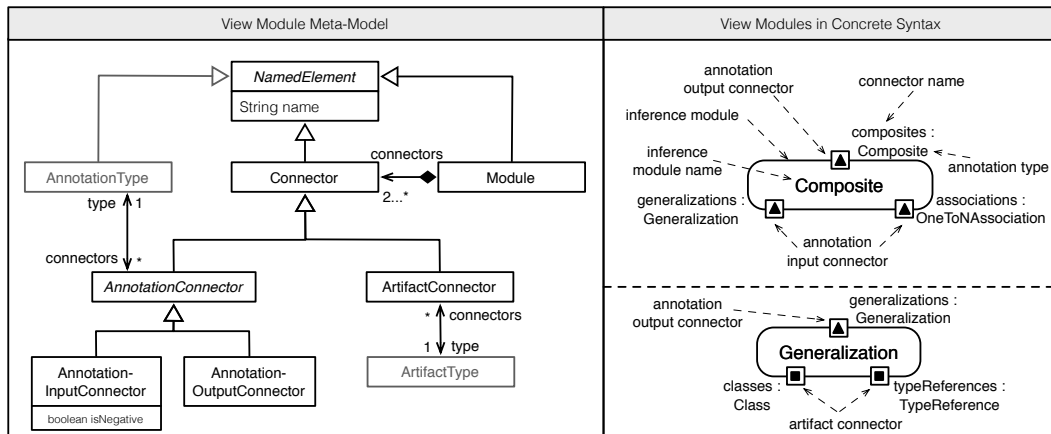 View Module Meta-Model
NamedElement
String name
AnnotationType
connectors
Connector
2...*
Module
type
1
connectors
*
AnnotationConnector
ArtifactConnector
*
connectors
1
type
ArtifactType
Annotation-
InputConnector
boolean isNegative
Annotation-
OutputConnector
View Modules in Concrete Syntax
annotation
output connector
connector name
inference module
composites :
Composite
inference
module name
annotation type
Composite
generalizations :
Generalization
associations :
OneToNAssociation
annotation
input connector
annotation
output connector
generalizations :
Generalization
Generalization
classes :
Class
typeReferences :
TypeReference
artifact connector